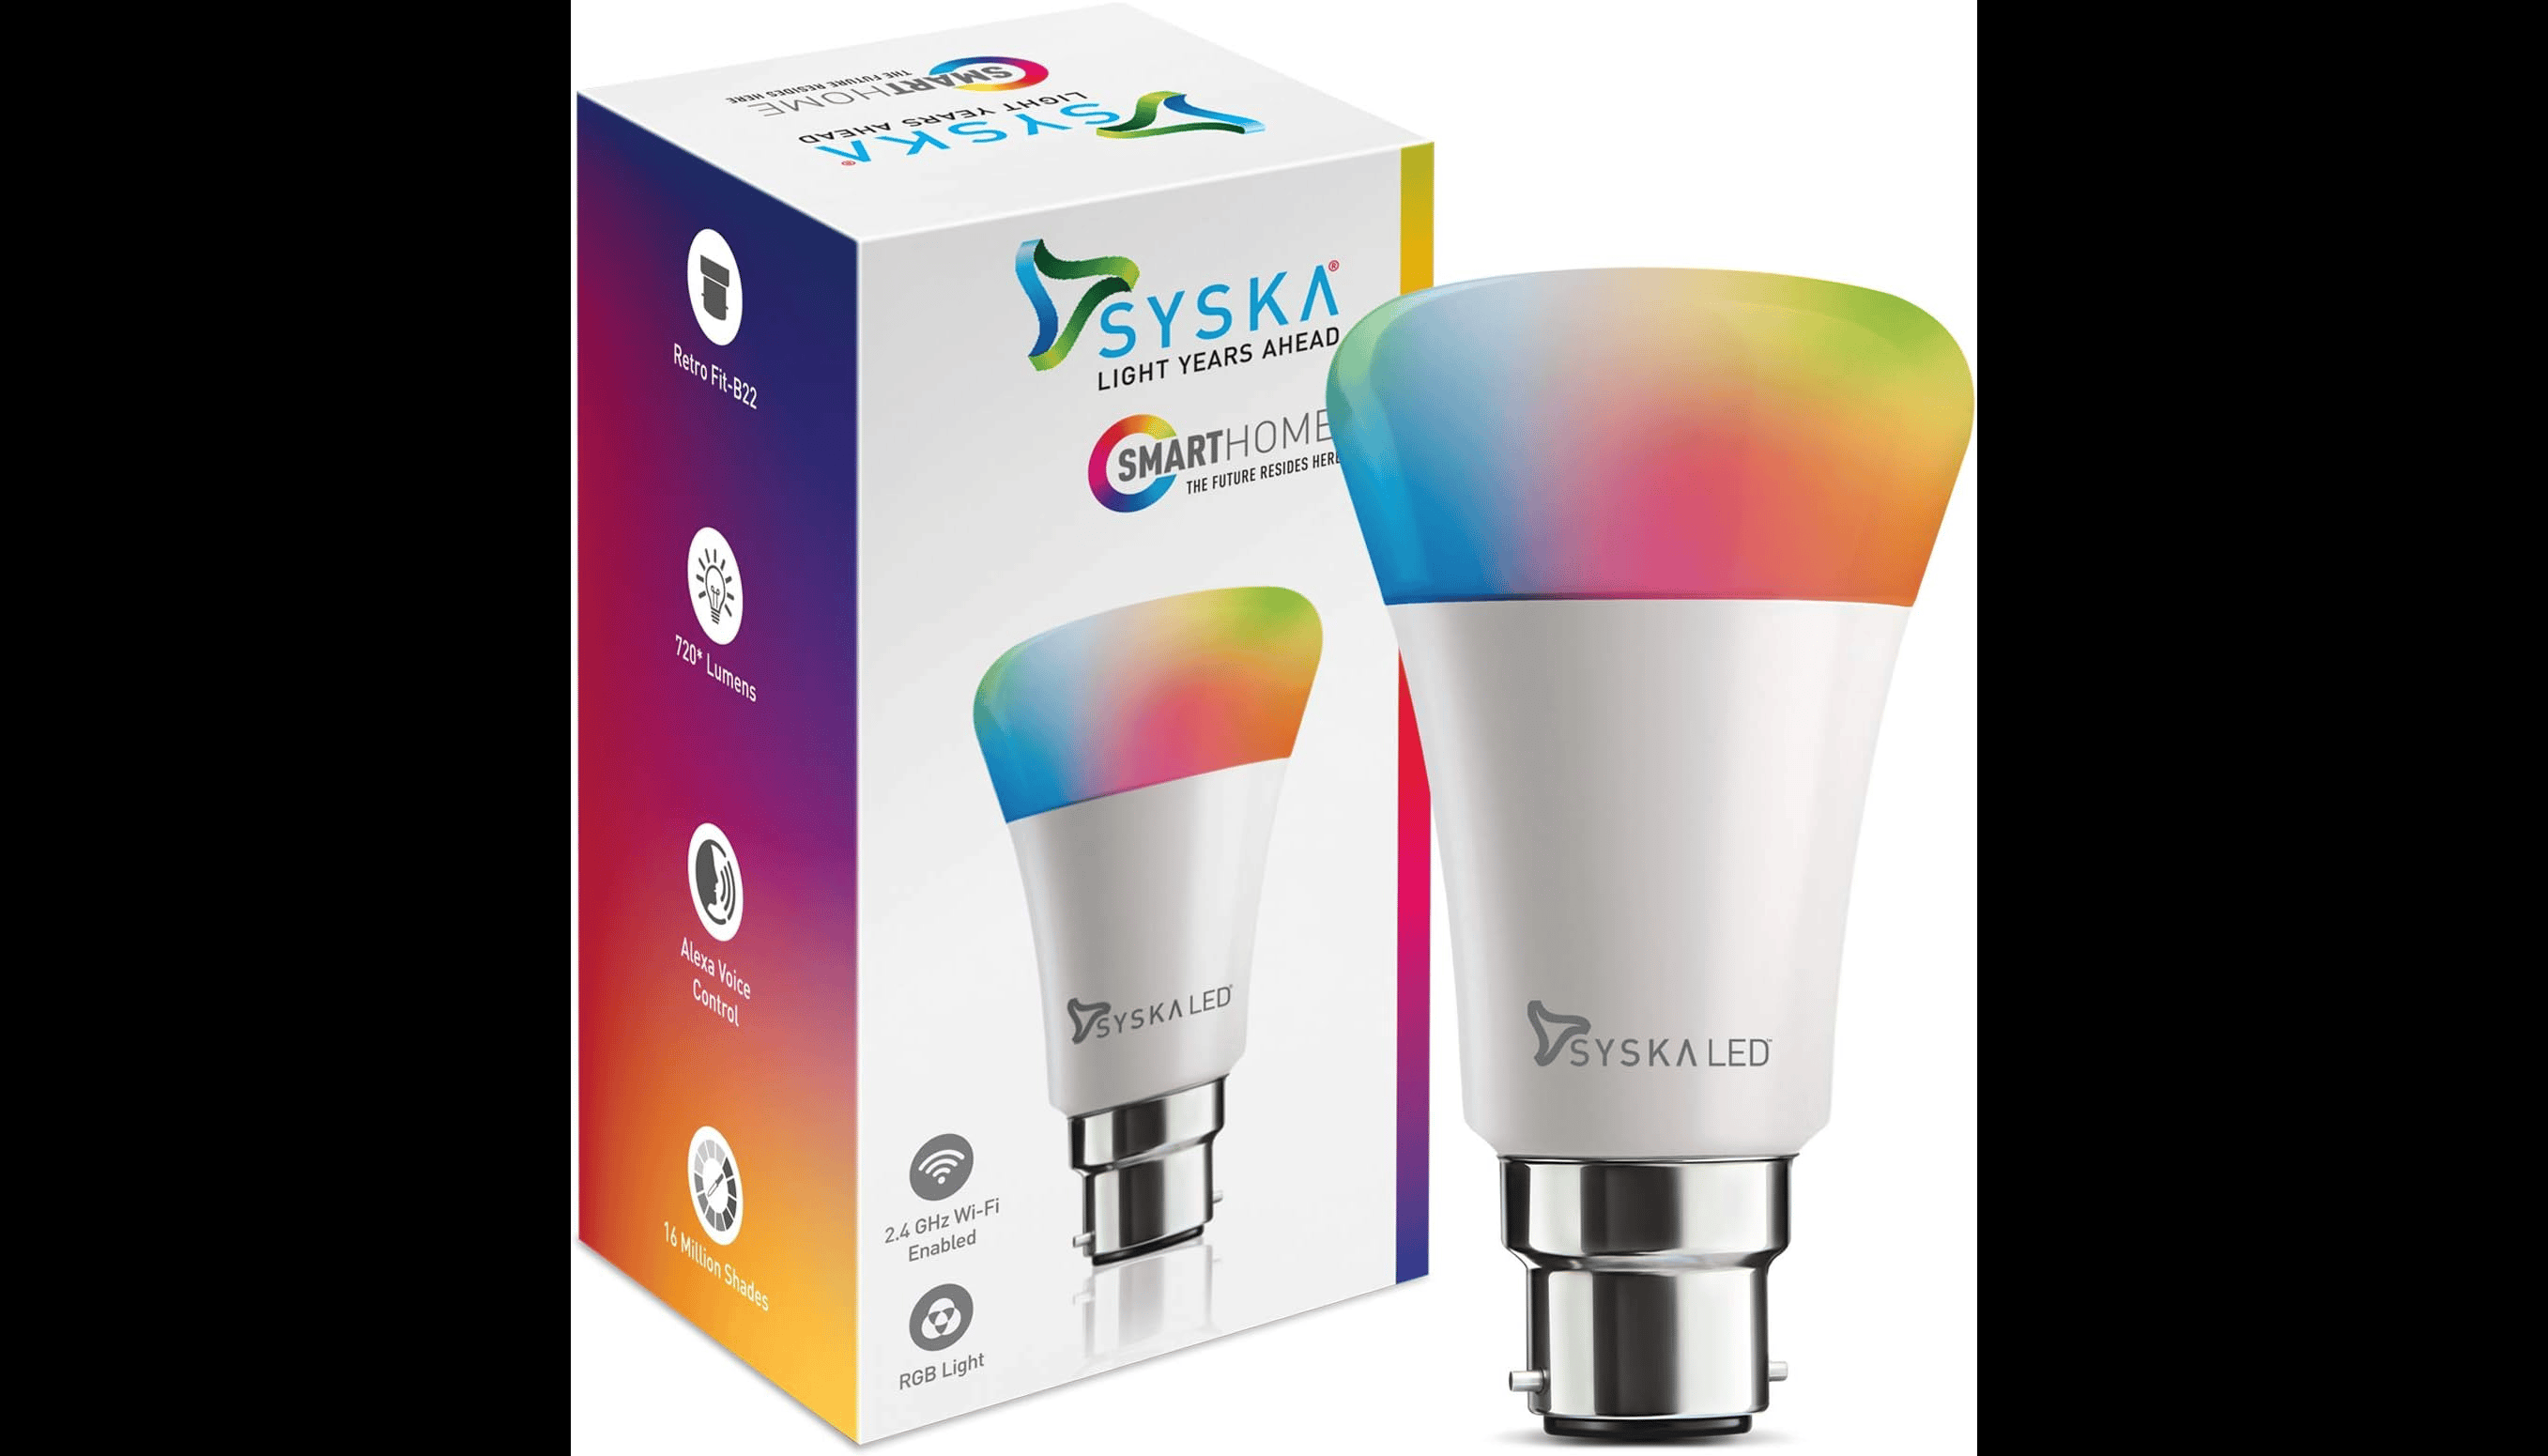 SMARTHOME
THE FUTURE RESIDES HERE
SYSKA®
LIGHT YEARS AHEAD
Retro Fit-B22
720* Lumens
Alexa Voice
Control
16 Million Shades
SYSKA®
LIGHT YEARS AHEAD
SMARTHOME
THE FUTURE RESIDES HERE
SYSKA LED
2.4 GHz Wi-Fi
Enabled
RGB Light
SYSKA LED™